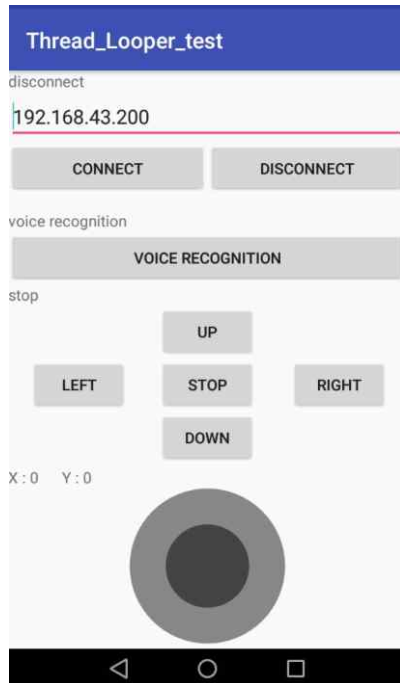 Thread_Looper_test
disconnect
192.168.43.200
CONNECT DISCONNECT
voice recognition
VOICE RECOGNITION
stop
UP
LEFT STOP RIGHT
DOWN
X : 0 Y : 0